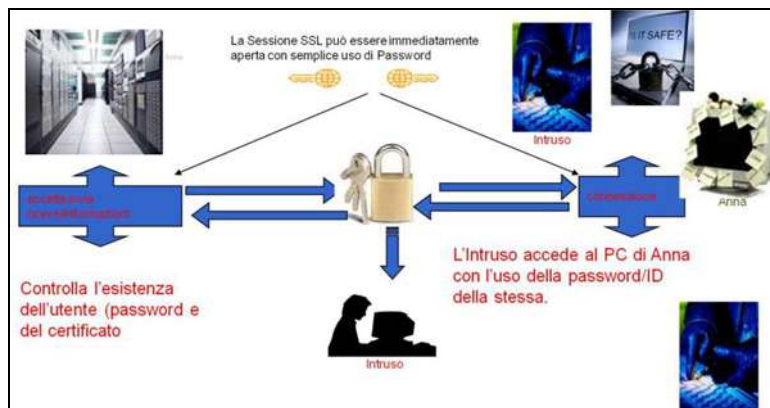 La Sessione SSL può essere immediatamente
aperta con semplice uso di Password
IS IT SAFE?
Intruso
Anna
connessione
L'Intruso accede al PC di Anna
con l'uso della password/ID
della stessa.
Controlla l'esistenza
dell'utente (password e
del certificato
Intruso